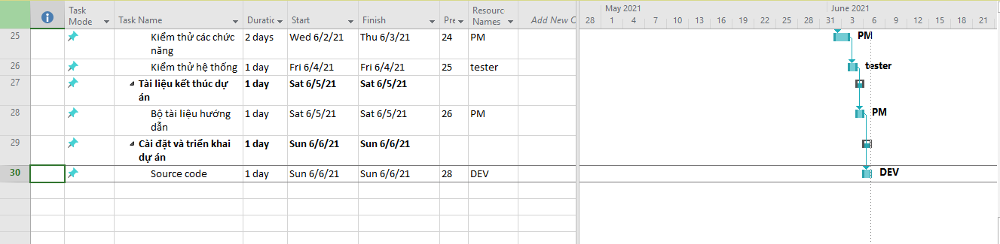 Task Mode Task Name Duratic Start Finish Pre Resourc Names Add New C
May 2021 June 2021
28 1 4 7 10 13 16 19 22 25 28 31 3 6 9 12 15 18 21
25 Kiểm thử các chức năng 2 days Wed 6/2/21 Thu 6/3/21 24 PM PM
26 Kiểm thử hệ thống 1 day Fri 6/4/21 Fri 6/4/21 25 tester tester
27 Tài liệu kết thúc dự án 1 day Sat 6/5/21 Sat 6/5/21
28 Bộ tài liệu hướng dẫn 1 day Sat 6/5/21 Sat 6/5/21 26 PM PM
29 Cài đặt và triển khai dự án 1 day Sun 6/6/21 Sun 6/6/21
30 Source code 1 day Sun 6/6/21 Sun 6/6/21 28 DEV DEV